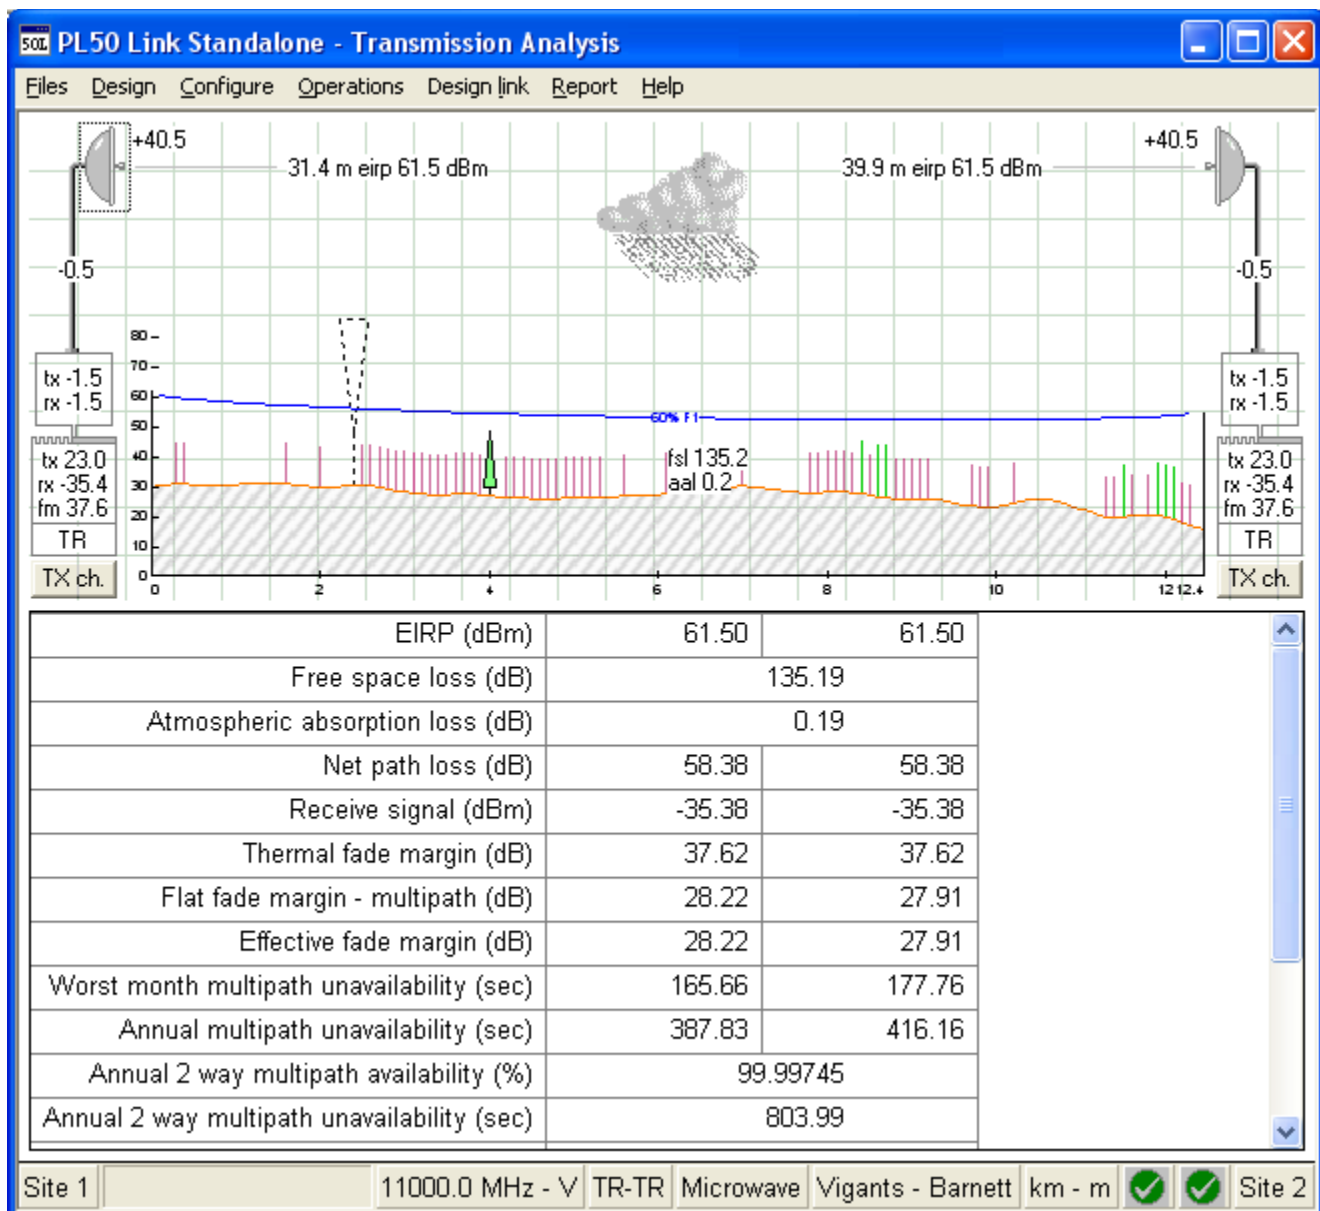 SOL PL50 Link Standalone - Transmission Analysis
Files Design Configure Operations Design link Report Help
+40.5 +40.5
31.4 m eirp 61.5 dBm 39.9 m eirp 61.5 dBm
-0.5 -0.5
80
70
60
50
40
30
20
10
0
tx -1.5
rx -1.5
tx -1.5
rx -1.5
60% F1
fsl 135.2
aal 0.2
tx 23.0
rx -35.4
fm 37.6
TR
TX ch.
tx 23.0
rx -35.4
fm 37.6
TR
TX ch.
0 2 4 6 8 10 12 12.4
EIRP (dBm) 61.50 61.50
Free space loss (dB) 135.19
Atmospheric absorption loss (dB) 0.19
Net path loss (dB) 58.38 58.38
Receive signal (dBm) -35.38 -35.38
Thermal fade margin (dB) 37.62 37.62
Flat fade margin - multipath (dB) 28.22 27.91
Effective fade margin (dB) 28.22 27.91
Worst month multipath unavailability (sec) 165.66 177.76
Annual multipath unavailability (sec) 387.83 416.16
Annual 2 way multipath availability (%) 99.99745
Annual 2 way multipath unavailability (sec) 803.99
Site 1 11000.0 MHz - V TR-TR Microwave Vigants - Barnett km - m Site 2